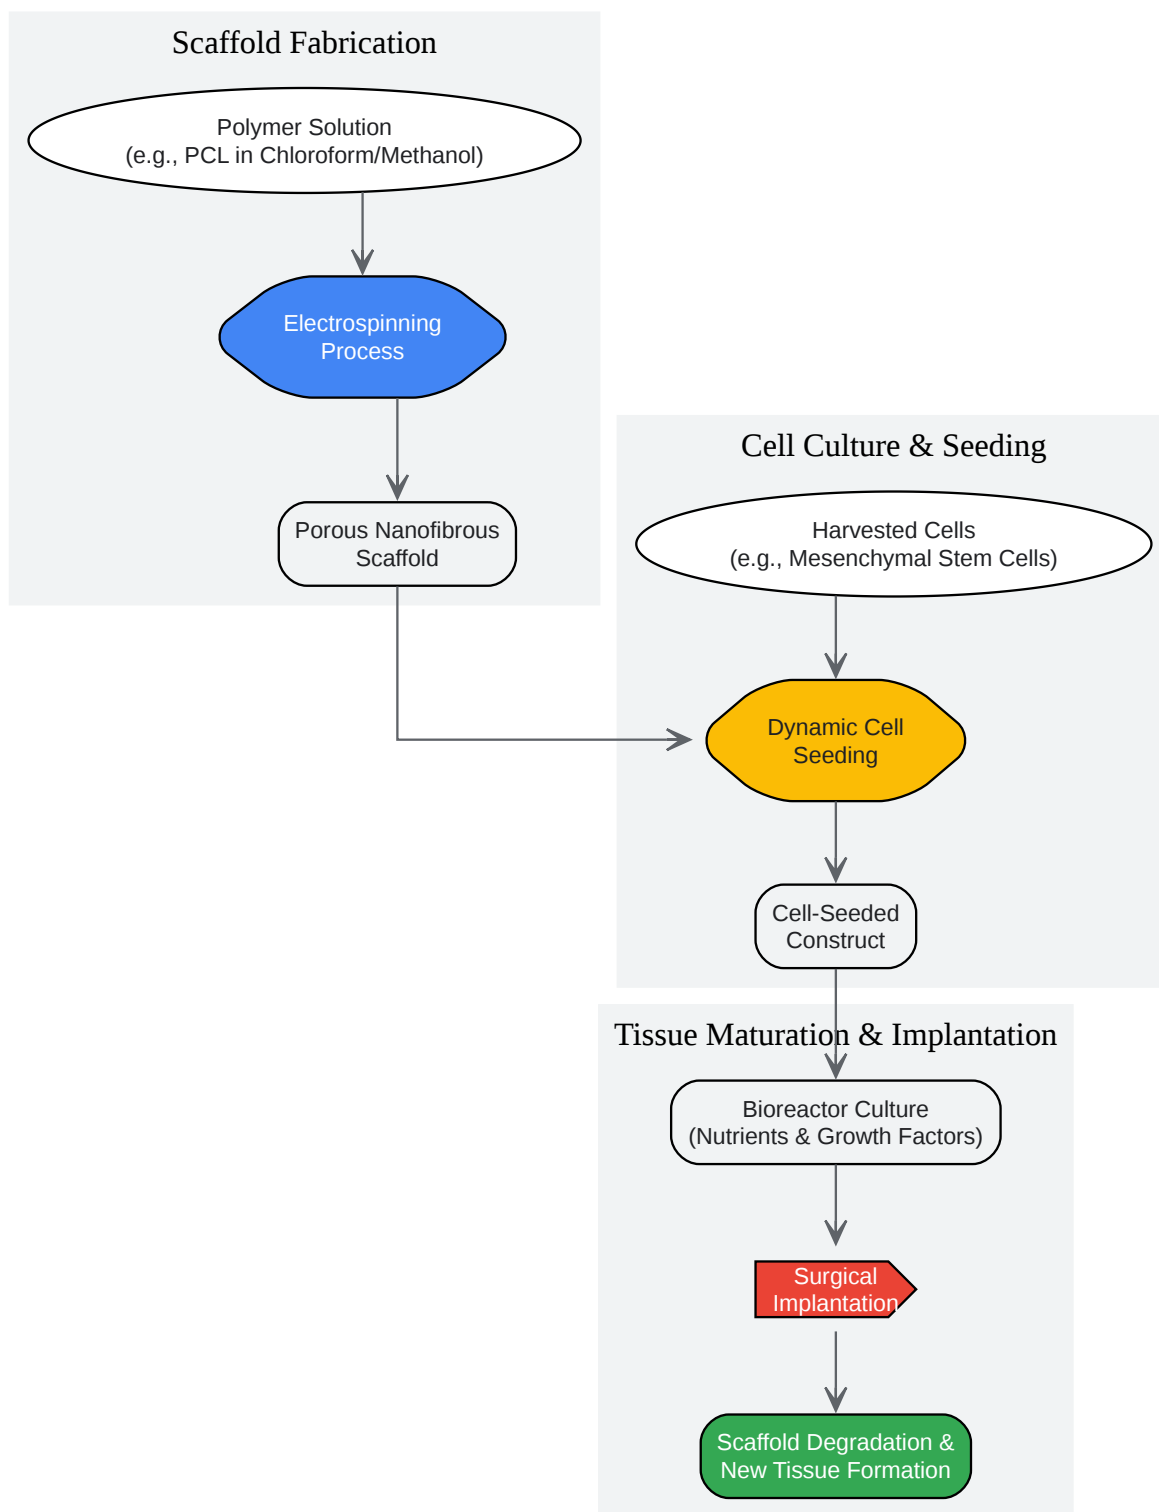 Scaffold Fabrication
Polymer Solution
(e.g., PCL in Chloroform/Methanol)
Electrospinning
Process
Porous Nanofibrous
Scaffold
Cell Culture & Seeding
Harvested Cells
(e.g., Mesenchymal Stem Cells)
Dynamic Cell
Seeding
Cell-Seeded
Construct
Tissue Maturation & Implantation
Bioreactor Culture
(Nutrients & Growth Factors)
Surgical
Implantation
Scaffold Degradation &
New Tissue Formation